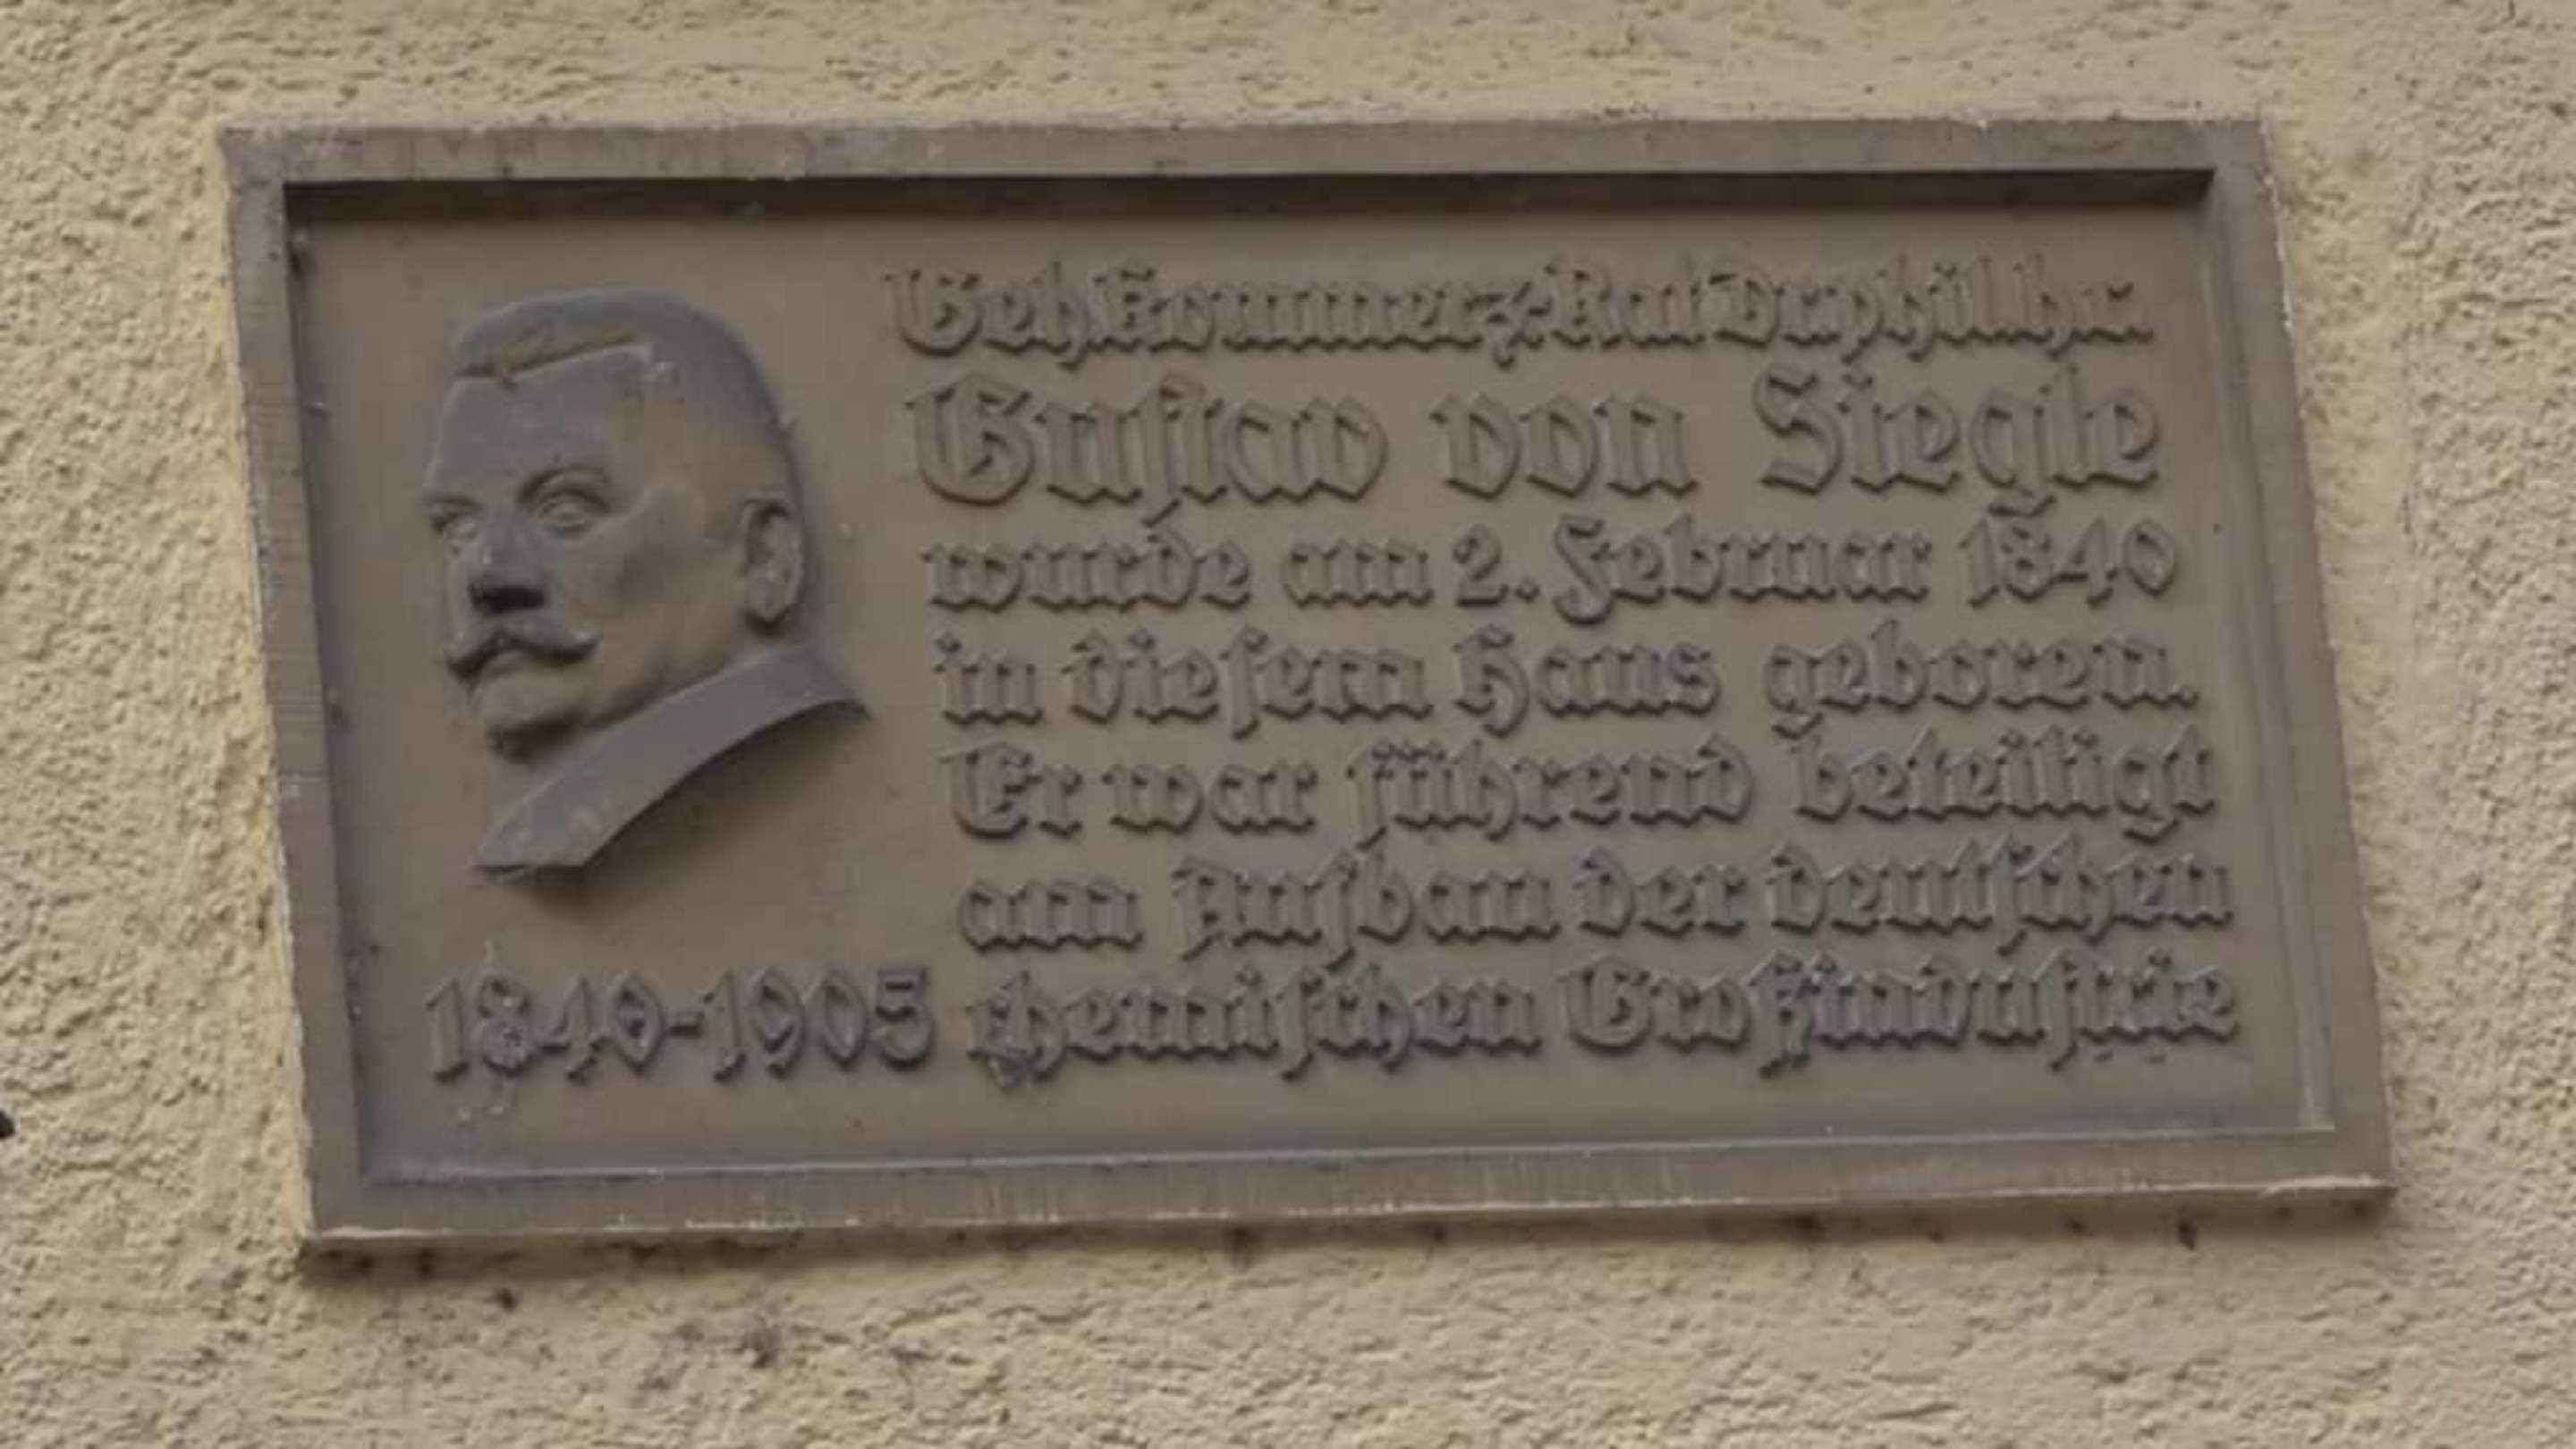 Geh.Kommerz.Rat Dr.phil.h.c.
Gustav von Siegle
wurde am 2. Februar 1840
in diesem Haus geboren.
Er war führend beteiligt
am Aufbau der deutschen
chemischen Großindustrie
1840-1905